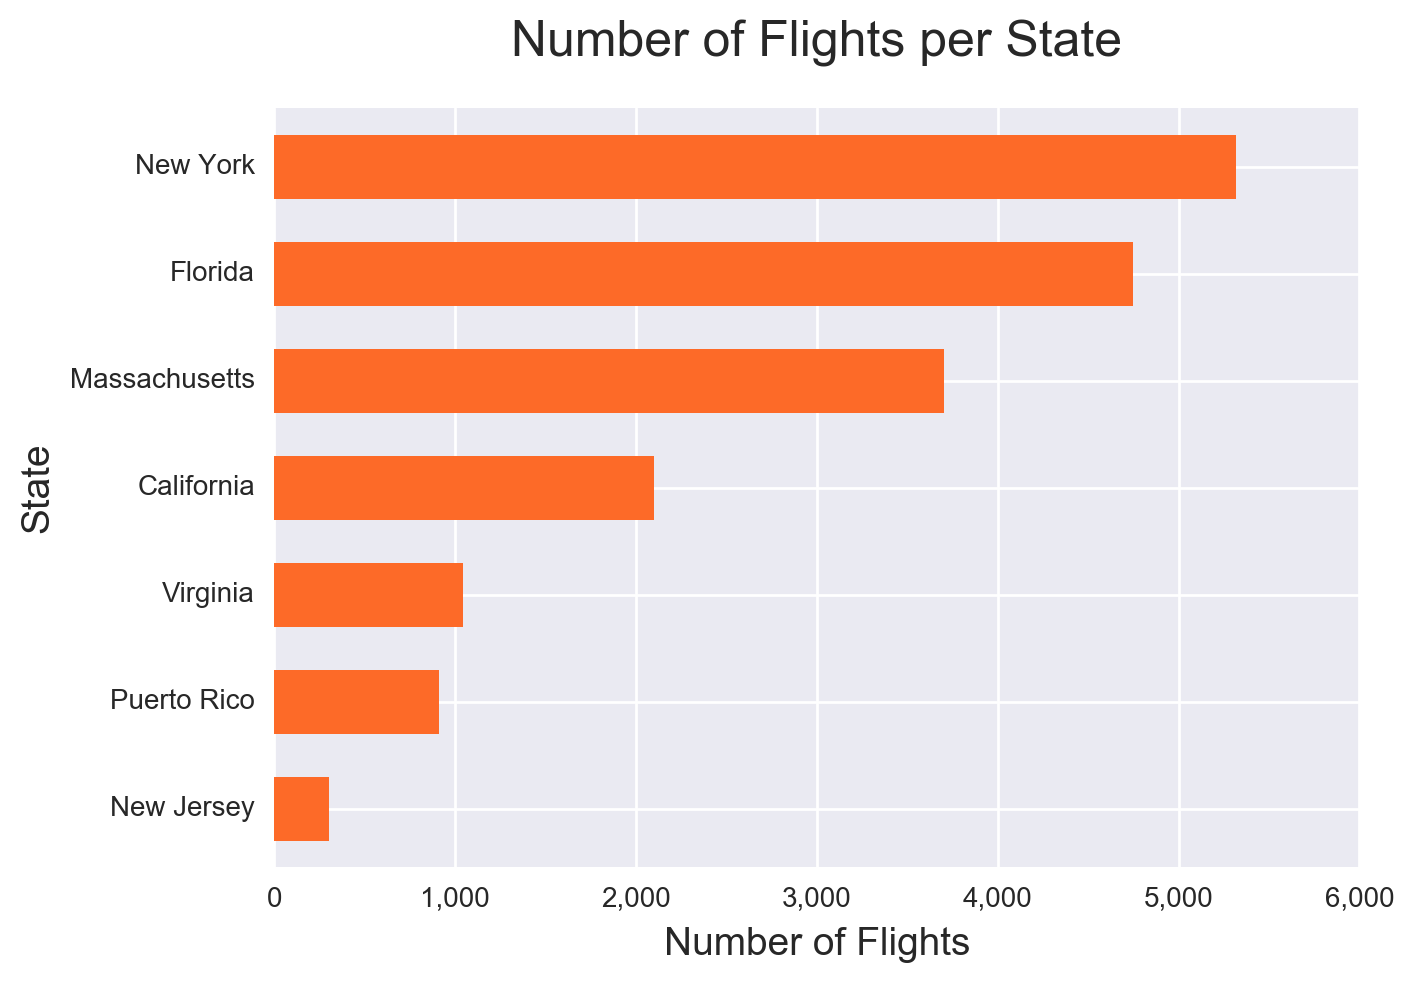 Number of Flights per State
New York
Florida
Massachusetts
California
Virginia
Puerto Rico
New Jersey
State
0 1,000 2,000 3,000 4,000 5,000 6,000
Number of Flights